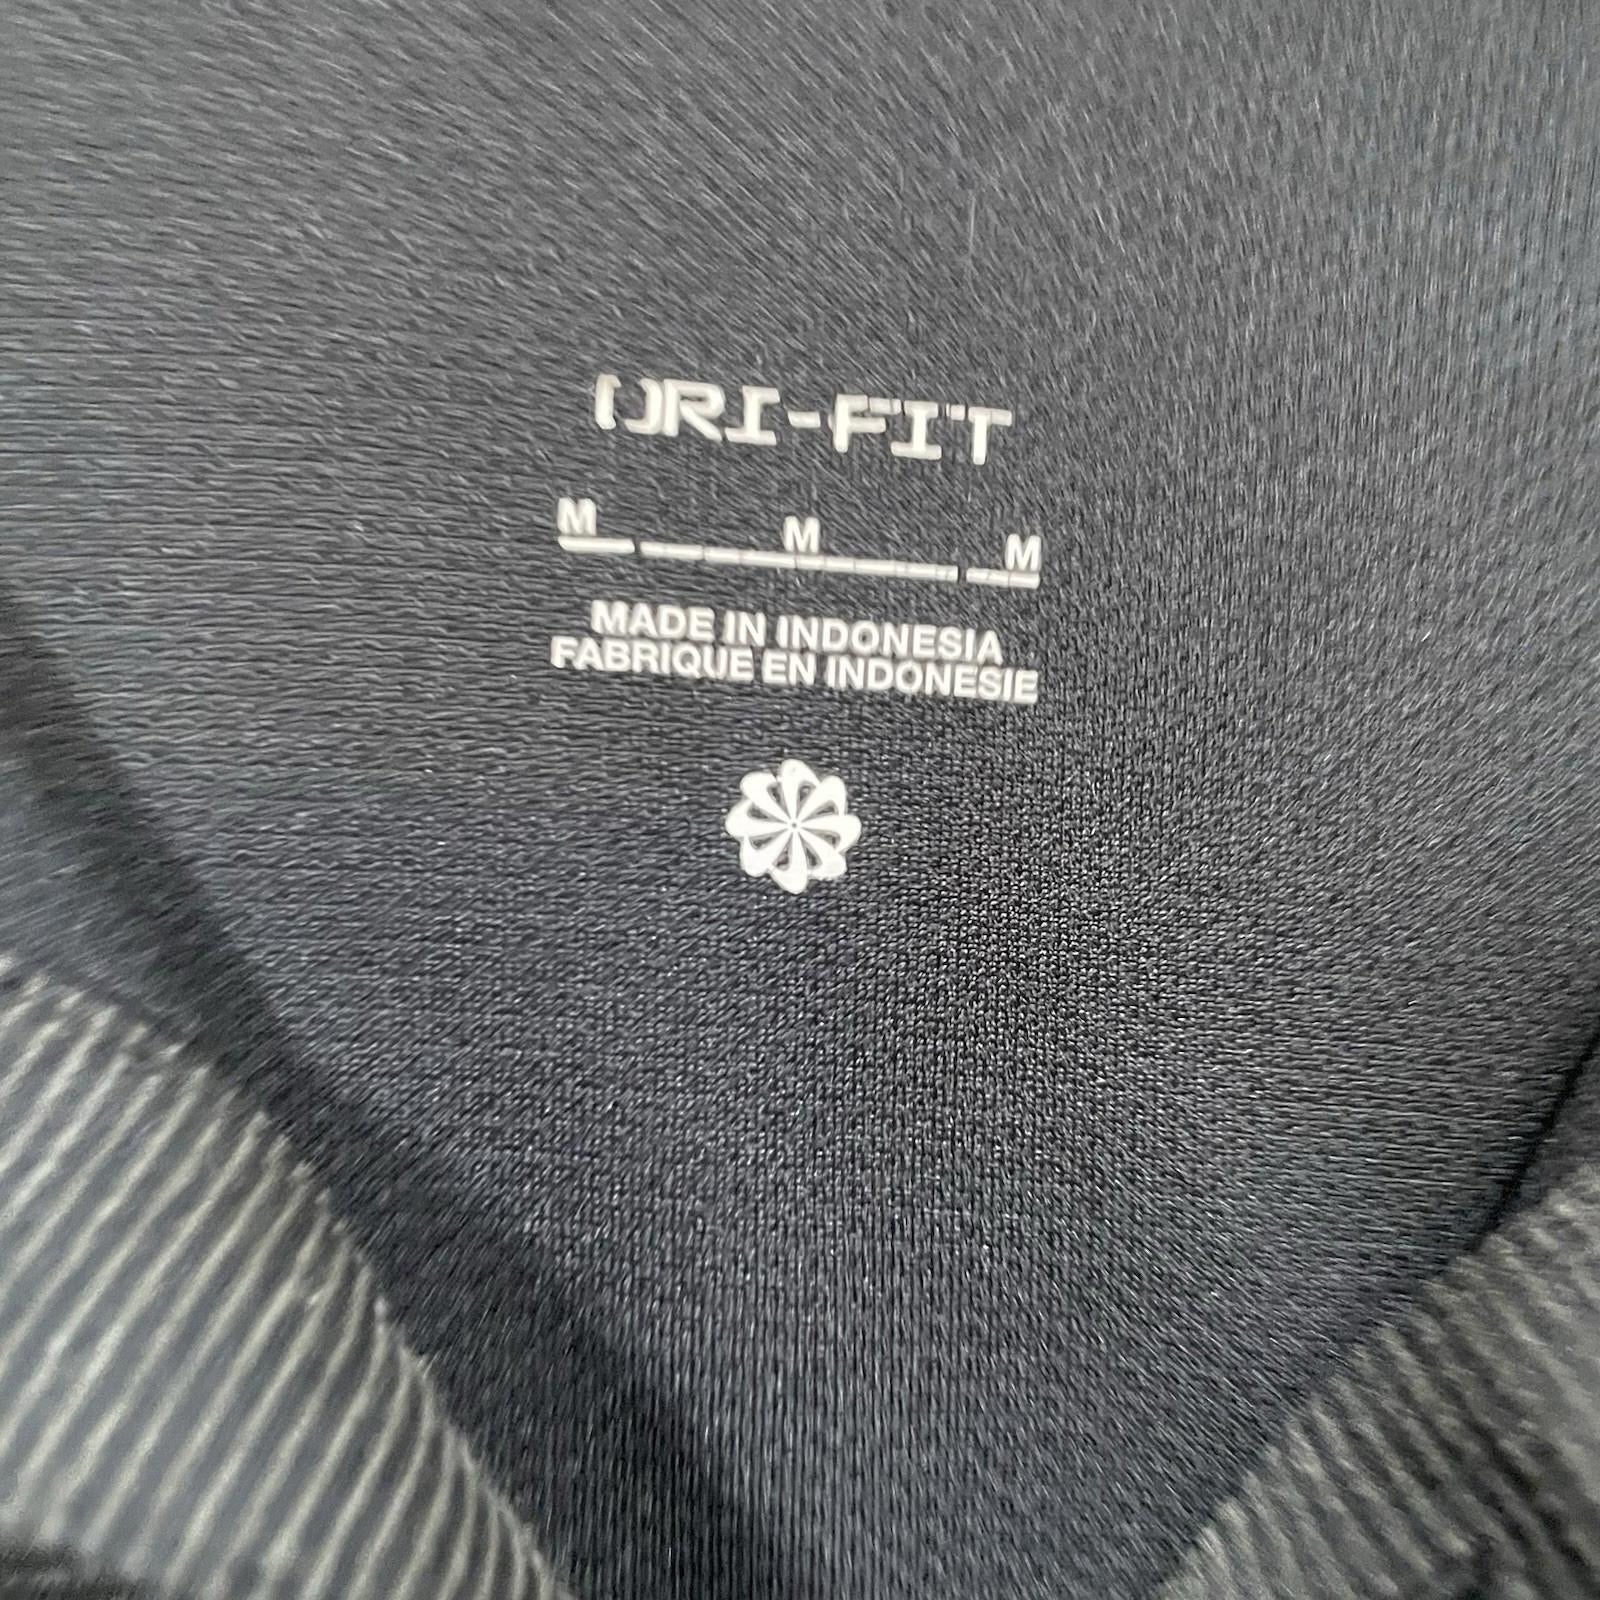 DRI-FIT
M M M
MADE IN INDONESIA
FABRIQUE EN INDONESIE